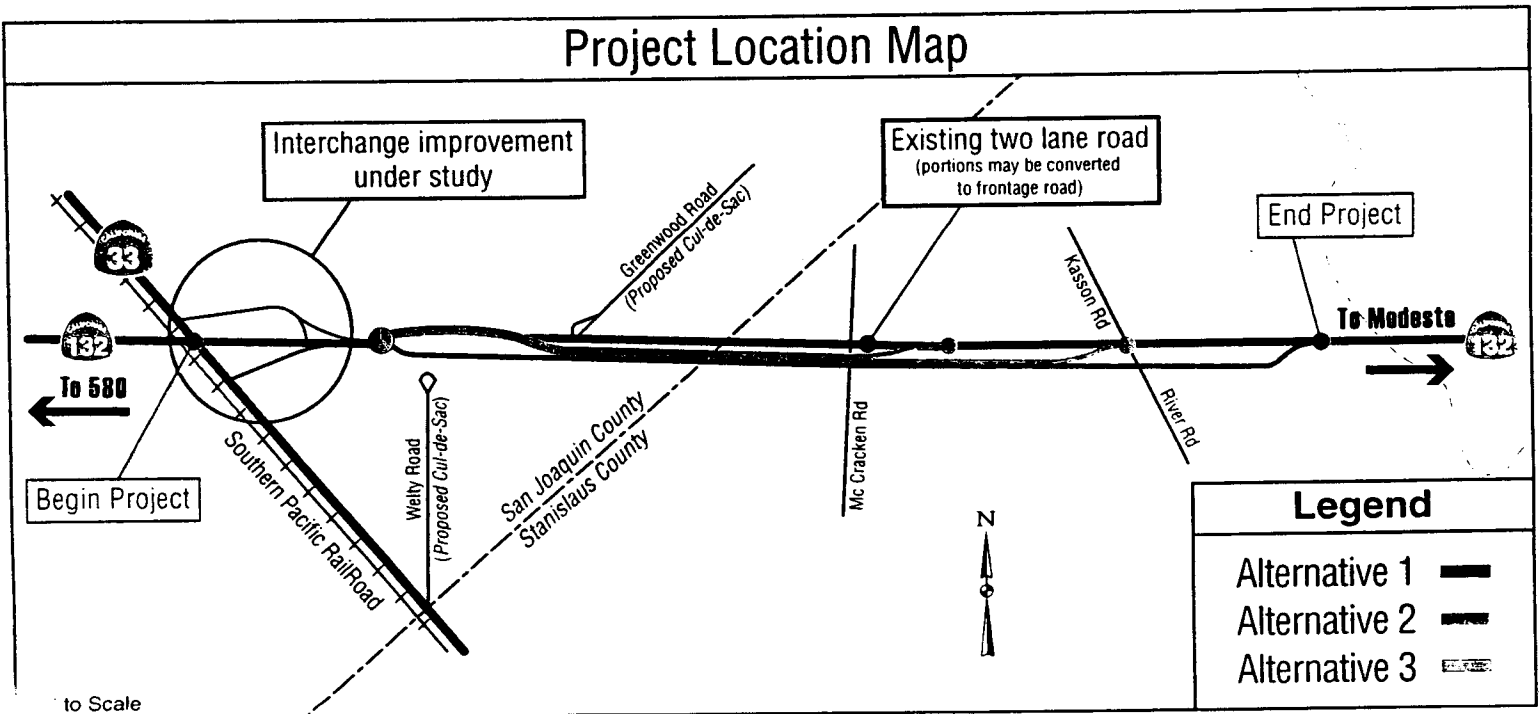 Project Location Map
Interchange improvement
under study
Existing two lane road
(portions may be converted
to frontage road)
End Project
Greenwood Road
(Proposed Cul-de-Sac)
33
132
To 580
Kasson Rd
River Rd
To Modesto
132
Begin Project
Southern Pacific RailRoad
Welty Road
(Proposed Cul-de-Sac)
San Joaquin County
Stanislaus County
Mc Cracken Rd
N
Legend
Alternative 1
Alternative 2
Alternative 3
to Scale